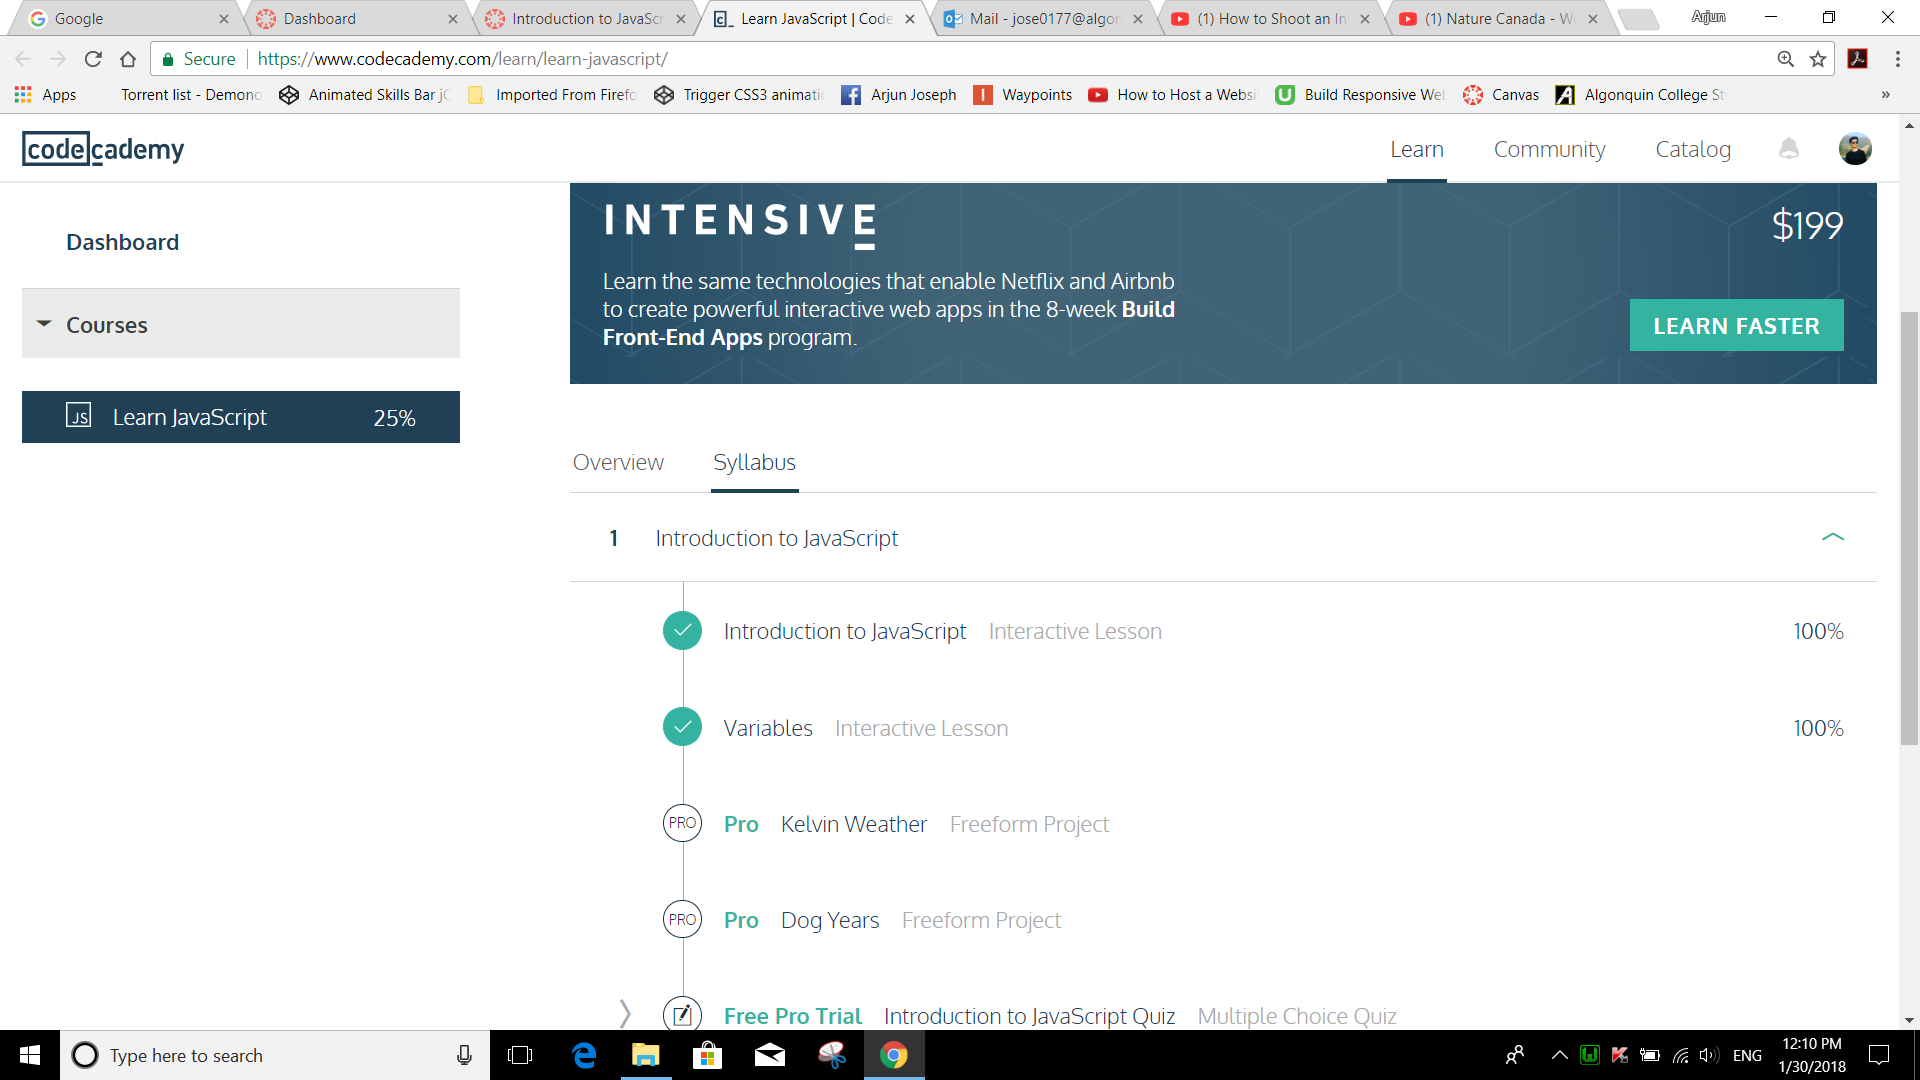 Google
Dashboard
Introduction to JavaScr
Learn JavaScript | Code
Mail - jose0177@algon
(1) How to Shoot an In
(1) Nature Canada - W
Arjun
Secure
https://www.codecademy.com/learn/learn-javascript/
Apps
Torrent list - Demono
Animated Skills Bar jC
Imported From Firefo
Trigger CSS3 animatio
Arjun Joseph
Waypoints
How to Host a Websi
Build Responsive Web
Canvas
Algonquin College St
»
codecademy
Learn
Community
Catalog
Dashboard
Courses
JS
Learn JavaScript
25%
INTENSIVE
$199
Learn the same technologies that enable Netflix and Airbnb
to create powerful interactive web apps in the 8-week Build
Front-End Apps program.
LEARN FASTER
Overview
Syllabus
1 Introduction to JavaScript
Introduction to JavaScript Interactive Lesson 100%
Variables Interactive Lesson 100%
PRO Pro Kelvin Weather Freeform Project
PRO Pro Dog Years Freeform Project
Free Pro Trial Introduction to JavaScript Quiz Multiple Choice Quiz
Type here to search
ENG
12:10 PM
1/30/2018